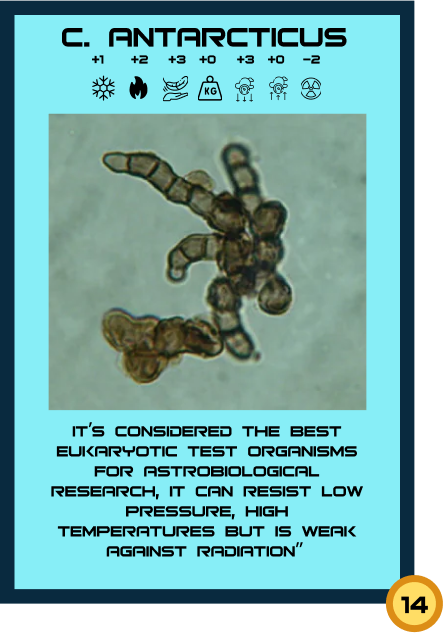 C. ANTARCTICUS
+1 +2 +3 +0 +3 +0 -2
KG
IT'S CONSIDERED THE BEST
EUKARYOTIC TEST ORGANISMS
FOR ASTROBIOLOGICAL
RESEARCH, IT CAN RESIST LOW
PRESSURE, HIGH
TEMPERATURES BUT IS WEAK
AGAINST RADIATION"
14